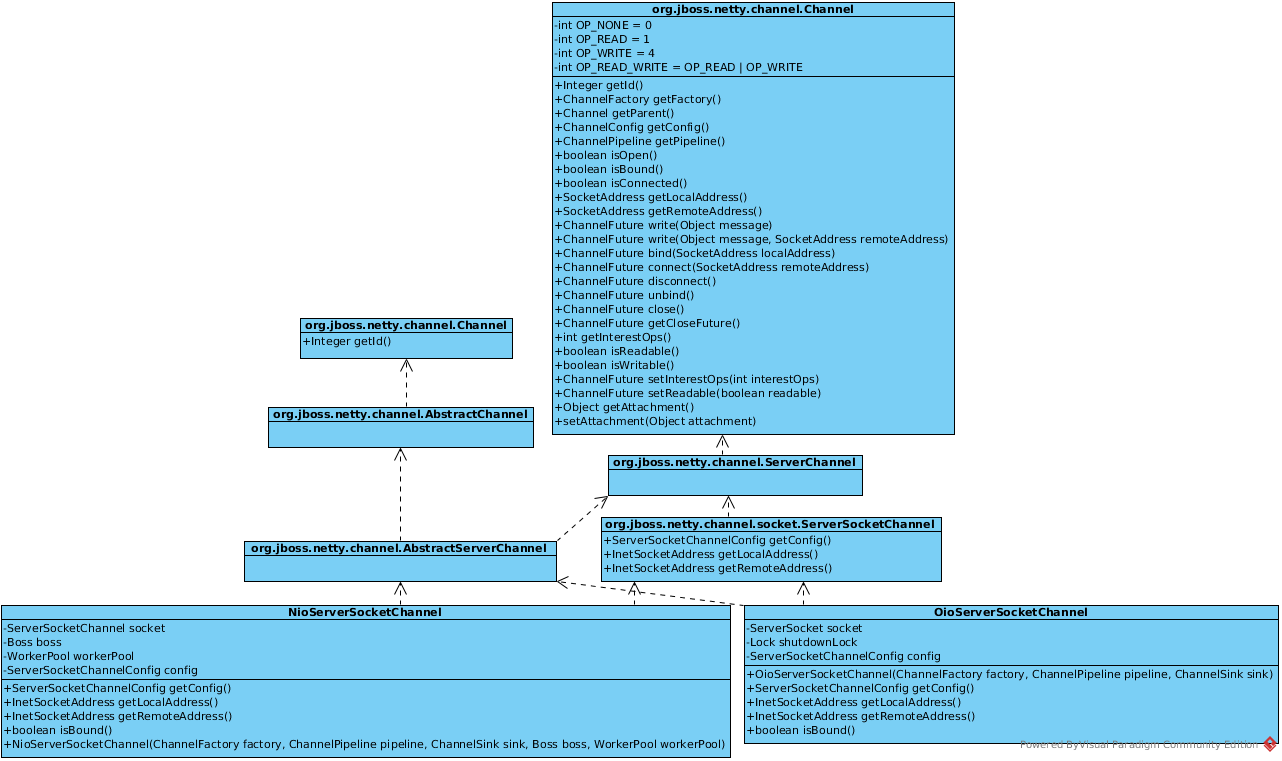 org.jboss.netty.channel.Channel
-int OP_NONE = 0
-int OP_READ = 1
-int OP_WRITE = 4
-int OP_READ_WRITE = OP_READ | OP_WRITE
+Integer getId()
+ChannelFactory getFactory()
+Channel getParent()
+ChannelConfig getConfig()
+ChannelPipeline getPipeline()
+boolean isOpen()
+boolean isBound()
+boolean isConnected()
+SocketAddress getLocalAddress()
+SocketAddress getRemoteAddress()
+ChannelFuture write(Object message)
+ChannelFuture write(Object message, SocketAddress remoteAddress)
+ChannelFuture bind(SocketAddress localAddress)
+ChannelFuture connect(SocketAddress remoteAddress)
+ChannelFuture disconnect()
+ChannelFuture unbind()
+ChannelFuture close()
+ChannelFuture getCloseFuture()
+int getInterestOps()
+boolean isReadable()
+boolean isWritable()
+ChannelFuture setInterestOps(int interestOps)
+ChannelFuture setReadable(boolean readable)
+Object getAttachment()
+setAttachment(Object attachment)
org.jboss.netty.channel.Channel
+Integer getId()
org.jboss.netty.channel.AbstractChannel
org.jboss.netty.channel.ServerChannel
org.jboss.netty.channel.socket.ServerSocketChannel
+ServerSocketChannelConfig getConfig()
+InetSocketAddress getLocalAddress()
+InetSocketAddress getRemoteAddress()
org.jboss.netty.channel.AbstractServerChannel
NioServerSocketChannel
-ServerSocketChannel socket
-Boss boss
-WorkerPool workerPool
-ServerSocketChannelConfig config
+ServerSocketChannelConfig getConfig()
+InetSocketAddress getLocalAddress()
+InetSocketAddress getRemoteAddress()
+boolean isBound()
+NioServerSocketChannel(ChannelFactory factory, ChannelPipeline pipeline, ChannelSink sink, Boss boss, WorkerPool workerPool)
OioServerSocketChannel
-ServerSocket socket
-Lock shutdownLock
-ServerSocketChannelConfig config
+OioServerSocketChannel(ChannelFactory factory, ChannelPipeline pipeline, ChannelSink sink)
+ServerSocketChannelConfig getConfig()
+InetSocketAddress getLocalAddress()
+InetSocketAddress getRemoteAddress()
+boolean isBound()
Powered ByVisual Paradigm Community Edition